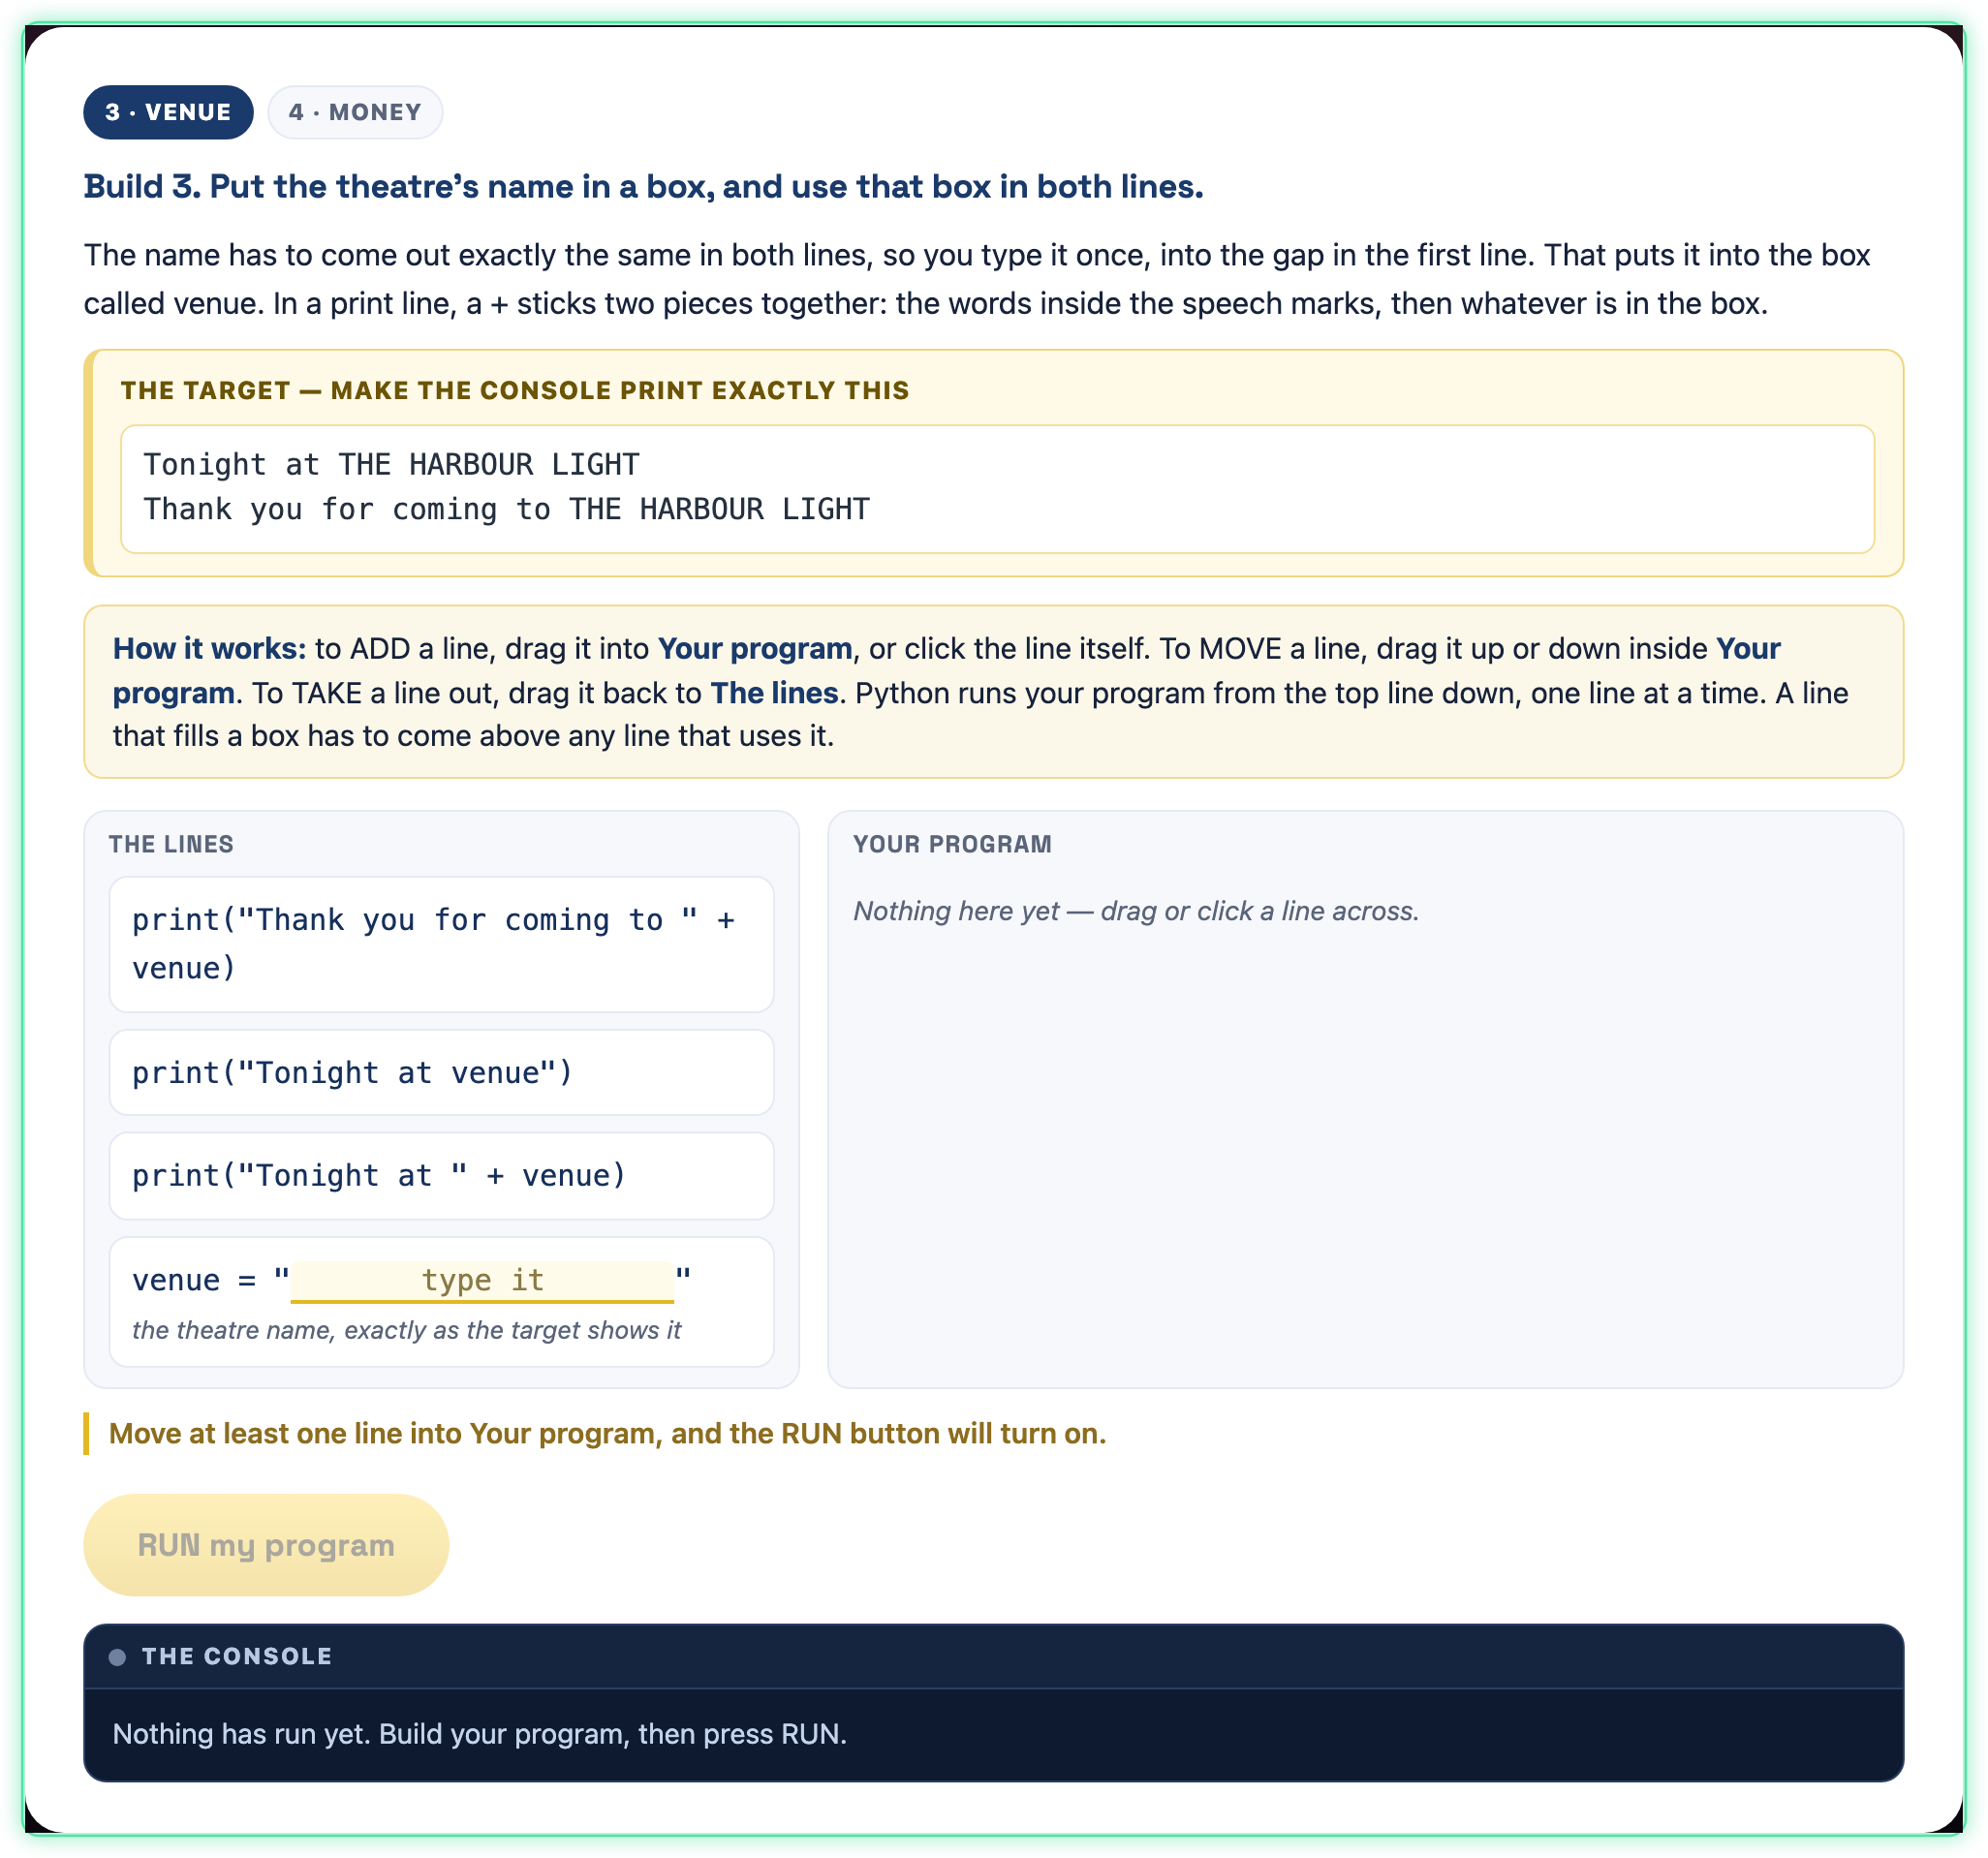 3 · VENUE
4 · MONEY
Build 3. Put the theatre’s name in a box, and use that box in both lines.
The name has to come out exactly the same in both lines, so you type it once, into the gap in the first line. That puts it into the box
called venue. In a print line, a + sticks two pieces together: the words inside the speech marks, then whatever is in the box.
THE TARGET — MAKE THE CONSOLE PRINT EXACTLY THIS
Tonight at THE HARBOUR LIGHT
Thank you for coming to THE HARBOUR LIGHT
How it works: to ADD a line, drag it into Your program, or click the line itself. To MOVE a line, drag it up or down inside Your
program. To TAKE a line out, drag it back to The lines. Python runs your program from the top line down, one line at a time. A line
that fills a box has to come above any line that uses it.
THE LINES
print("Thank you for coming to " +
venue)
print("Tonight at venue")
print("Tonight at " + venue)
venue = "type it"
the theatre name, exactly as the target shows it
YOUR PROGRAM
Nothing here yet — drag or click a line across.
Move at least one line into Your program, and the RUN button will turn on.
RUN my program
THE CONSOLE
Nothing has run yet. Build your program, then press RUN.